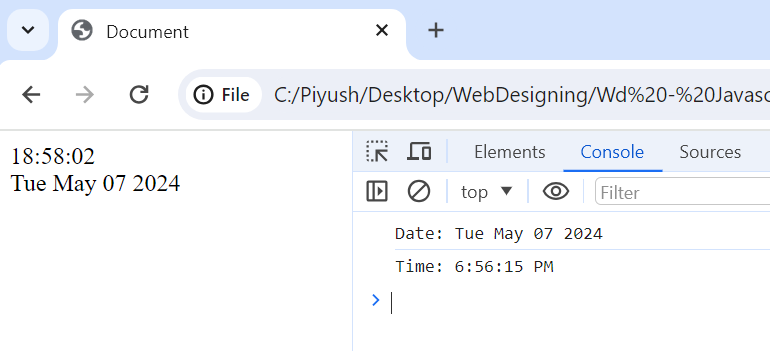 Document
File C:/Piyush/Desktop/WebDesigning/Wd%20-%20Javasc
18:58:02
Tue May 07 2024
Elements Console Sources
top Filter
Date: Tue May 07 2024
Time: 6:56:15 PM